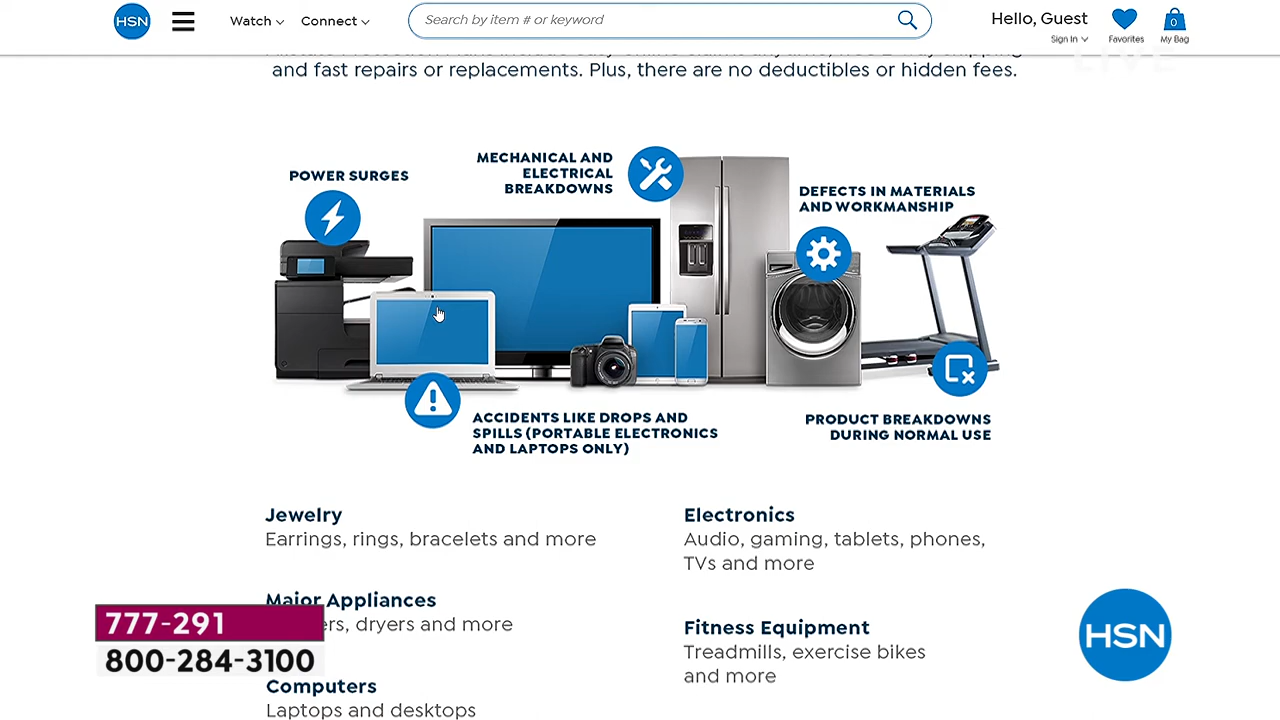 HSN
Watch
Connect
Search by item # or keyword
Hello, Guest
Sign In
Favorites
0
My Bag
LIVE
and fast repairs or replacements. Plus, there are no deductibles or hidden fees.
POWER SURGES
MECHANICAL AND
ELECTRICAL
BREAKDOWNS
DEFECTS IN MATERIALS
AND WORKMANSHIP
ACCIDENTS LIKE DROPS AND
SPILLS (PORTABLE ELECTRONICS
AND LAPTOPS ONLY)
PRODUCT BREAKDOWNS
DURING NORMAL USE
Jewelry
Earrings, rings, bracelets and more
Major Appliances
dryers and more
Computers
Laptops and desktops
Electronics
Audio, gaming, tablets, phones,
TVs and more
Fitness Equipment
Treadmills, exercise bikes
and more
777-291
800-284-3100
HSN